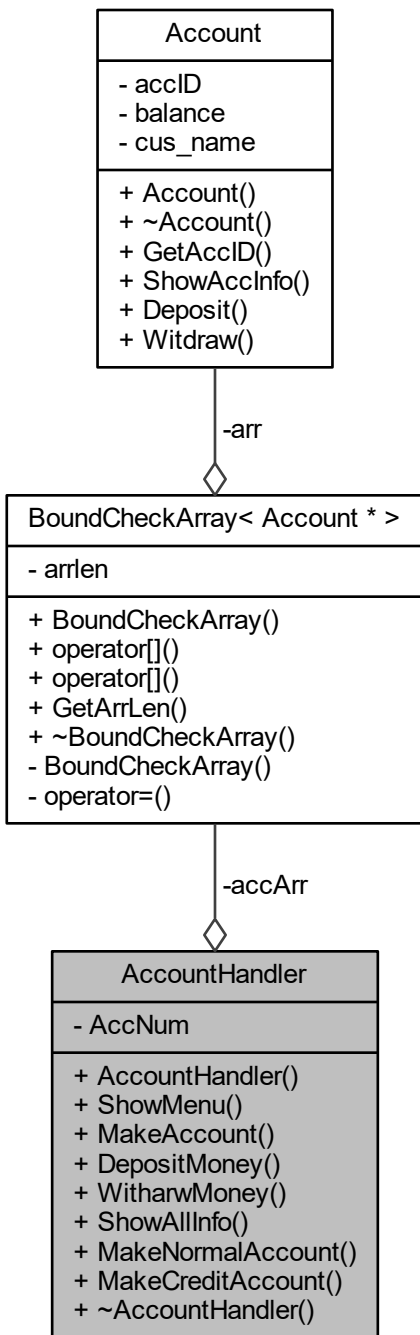 Account
- accID
- balance
- cus_name
+ Account()
+ ~Account()
+ GetAccID()
+ ShowAccInfo()
+ Deposit()
+ Witdraw()
-arr
BoundCheckArray< Account * >
- arrlen
+ BoundCheckArray()
+ operator[]()
+ operator[]()
+ GetArrLen()
+ ~BoundCheckArray()
- BoundCheckArray()
- operator=()
-accArr
AccountHandler
- AccNum
+ AccountHandler()
+ ShowMenu()
+ MakeAccount()
+ DepositMoney()
+ WitharwMoney()
+ ShowAllInfo()
+ MakeNormalAccount()
+ MakeCreditAccount()
+ ~AccountHandler()